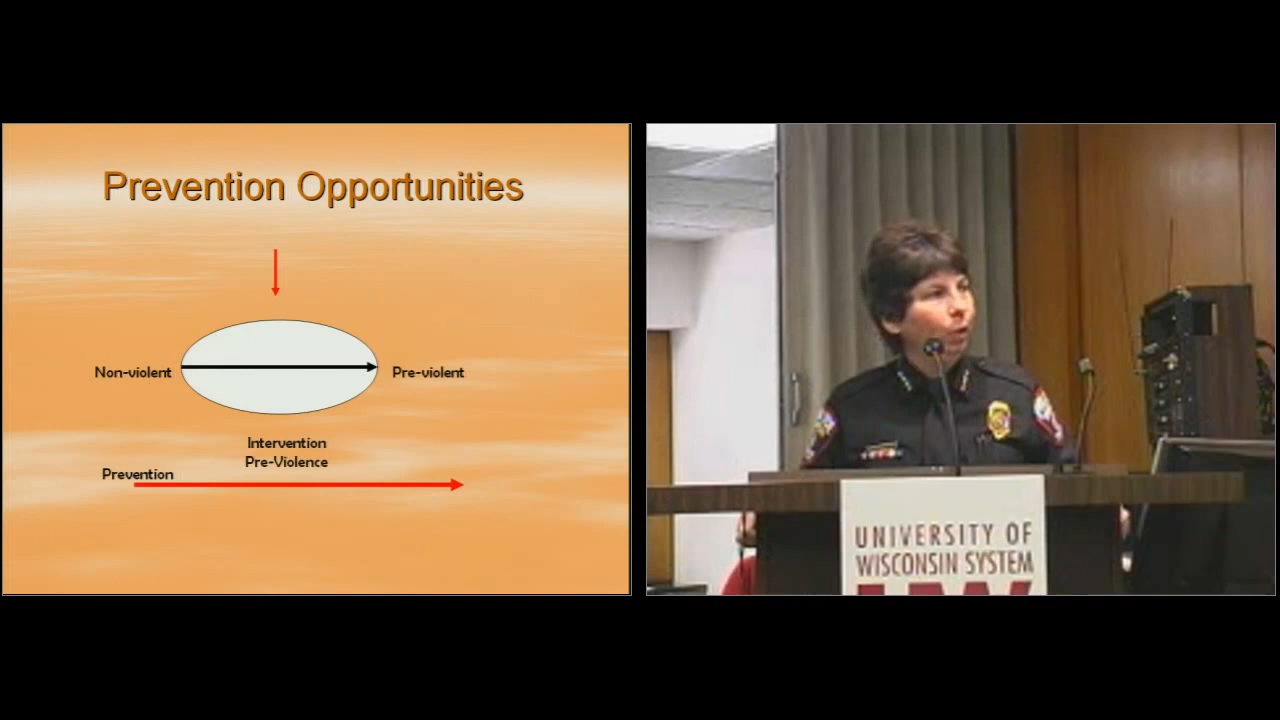 Prevention Opportunities
Non-violent
Pre-violent
Intervention
Pre-Violence
Prevention
UNIVERSITY OF
WISCONSIN SYSTEM